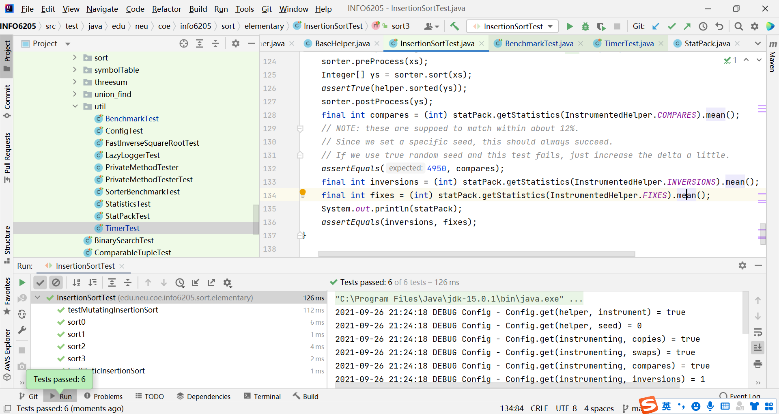 File Edit View Navigate Code Refactor Build Run Tools Git Window Help INFO6205 - InsertionSortTest.java
INFO6205 src test java edu neu coe info6205 sort elementary InsertionSortTest sort3 InsertionSortTest Git:
Project er.java BaseHelper.java InsertionSortTest.java BenchmarkTest.java TimerTest.java StatPack.java
sort
symbolTable
threesum
union_find
util
BenchmarkTest
ConfigTest
FastInverseSquareRootTest
LazyLoggerTest
PrivateMethodTester
PrivateMethodTesterTest
SorterBenchmarkTest
StatisticsTest
StatPackTest
TimerTest
BinarySearchTest
ComparableTupleTest
124 sorter.preProcess(xs);
125 Integer[] ys = sorter.sort(xs);
126 assertTrue(helper.sorted(ys));
127 sorter.postProcess(ys);
128 final int compares = (int) statPack.getStatistics(InstrumentedHelper.COMPARES).mean();
129 // NOTE: these are supposed to match within about 12%.
130 // Since we set a specific seed, this should always succeed.
131 // If we use true random seed and this test fails, just increase the delta a little.
132 assertEquals( expected: 4950, compares);
133 final int inversions = (int) statPack.getStatistics(InstrumentedHelper.INVERSIONS).mean();
134 final int fixes = (int) statPack.getStatistics(InstrumentedHelper.FIXES).mean();
135 System.out.println(statPack);
136 assertEquals(inversions, fixes);
137 }
138
1
Project
Commit
Pull Requests
Structure
Favorites
AWS Explorer
Maven
Run: InsertionSortTest
Tests passed: 6 of 6 tests – 126 ms
InsertionSortTest (edu.neu.coe.info6205.sort.elementary) 126 ms
testMutatingInsertionSort 112 ms
sort0 6 ms
sort1 1 ms
sort2 4 ms
sort3 2 ms
InsertionSort 1 ms
Tests passed: 6
"C:\Program Files\Java\jdk-15.0.1\bin\java.exe" ...
2021-09-26 21:24:18 DEBUG Config - Config.get(helper, instrument) = true
2021-09-26 21:24:18 DEBUG Config - Config.get(helper, seed) = 0
2021-09-26 21:24:18 DEBUG Config - Config.get(instrumenting, copies) = true
2021-09-26 21:24:18 DEBUG Config - Config.get(instrumenting, swaps) = true
2021-09-26 21:24:18 DEBUG Config - Config.get(instrumenting, compares) = true
2021-09-26 21:24:18 DEBUG Config - Config.get(instrumenting, inversions) = 1
Git Run Problems TODO Dependencies Terminal Build Event Log
Tests passed: 6 (6 moments ago) 134:84 CRLF UTF-8 4 spaces
英